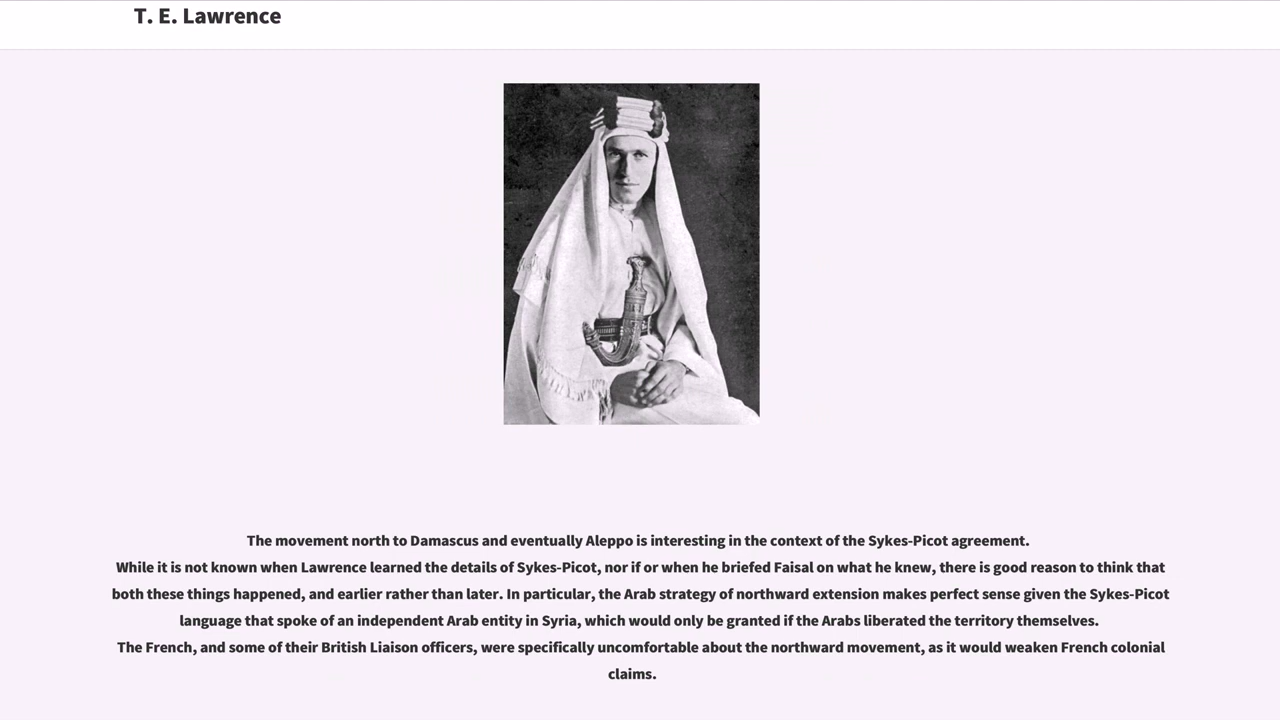 T. E. Lawrence
The movement north to Damascus and eventually Aleppo is interesting in the context of the Sykes-Picot agreement.
While it is not known when Lawrence learned the details of Sykes-Picot, nor if or when he briefed Faisal on what he knew, there is good reason to think that
both these things happened, and earlier rather than later. In particular, the Arab strategy of northward extension makes perfect sense given the Sykes-Picot
language that spoke of an independent Arab entity in Syria, which would only be granted if the Arabs liberated the territory themselves.
The French, and some of their British Liaison officers, were specifically uncomfortable about the northward movement, as it would weaken French colonial
claims.